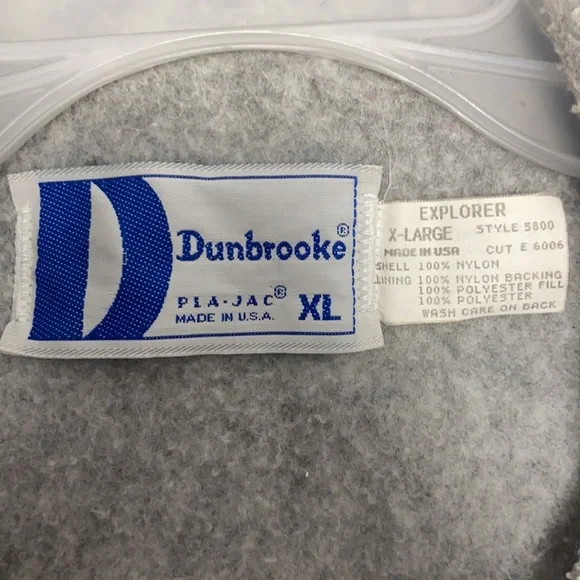 Dunbrooke®
PLA-JAC®
MADE IN U.S.A.
XL
EXPLORER
X-LARGE STYLE 5800
MADE IN USA CUT E 6006
SHELL 100% NYLON
LINING 100% NYLON BACKING
100% POLYESTER FILL
100% POLYESTER
WASH CARE ON BACK